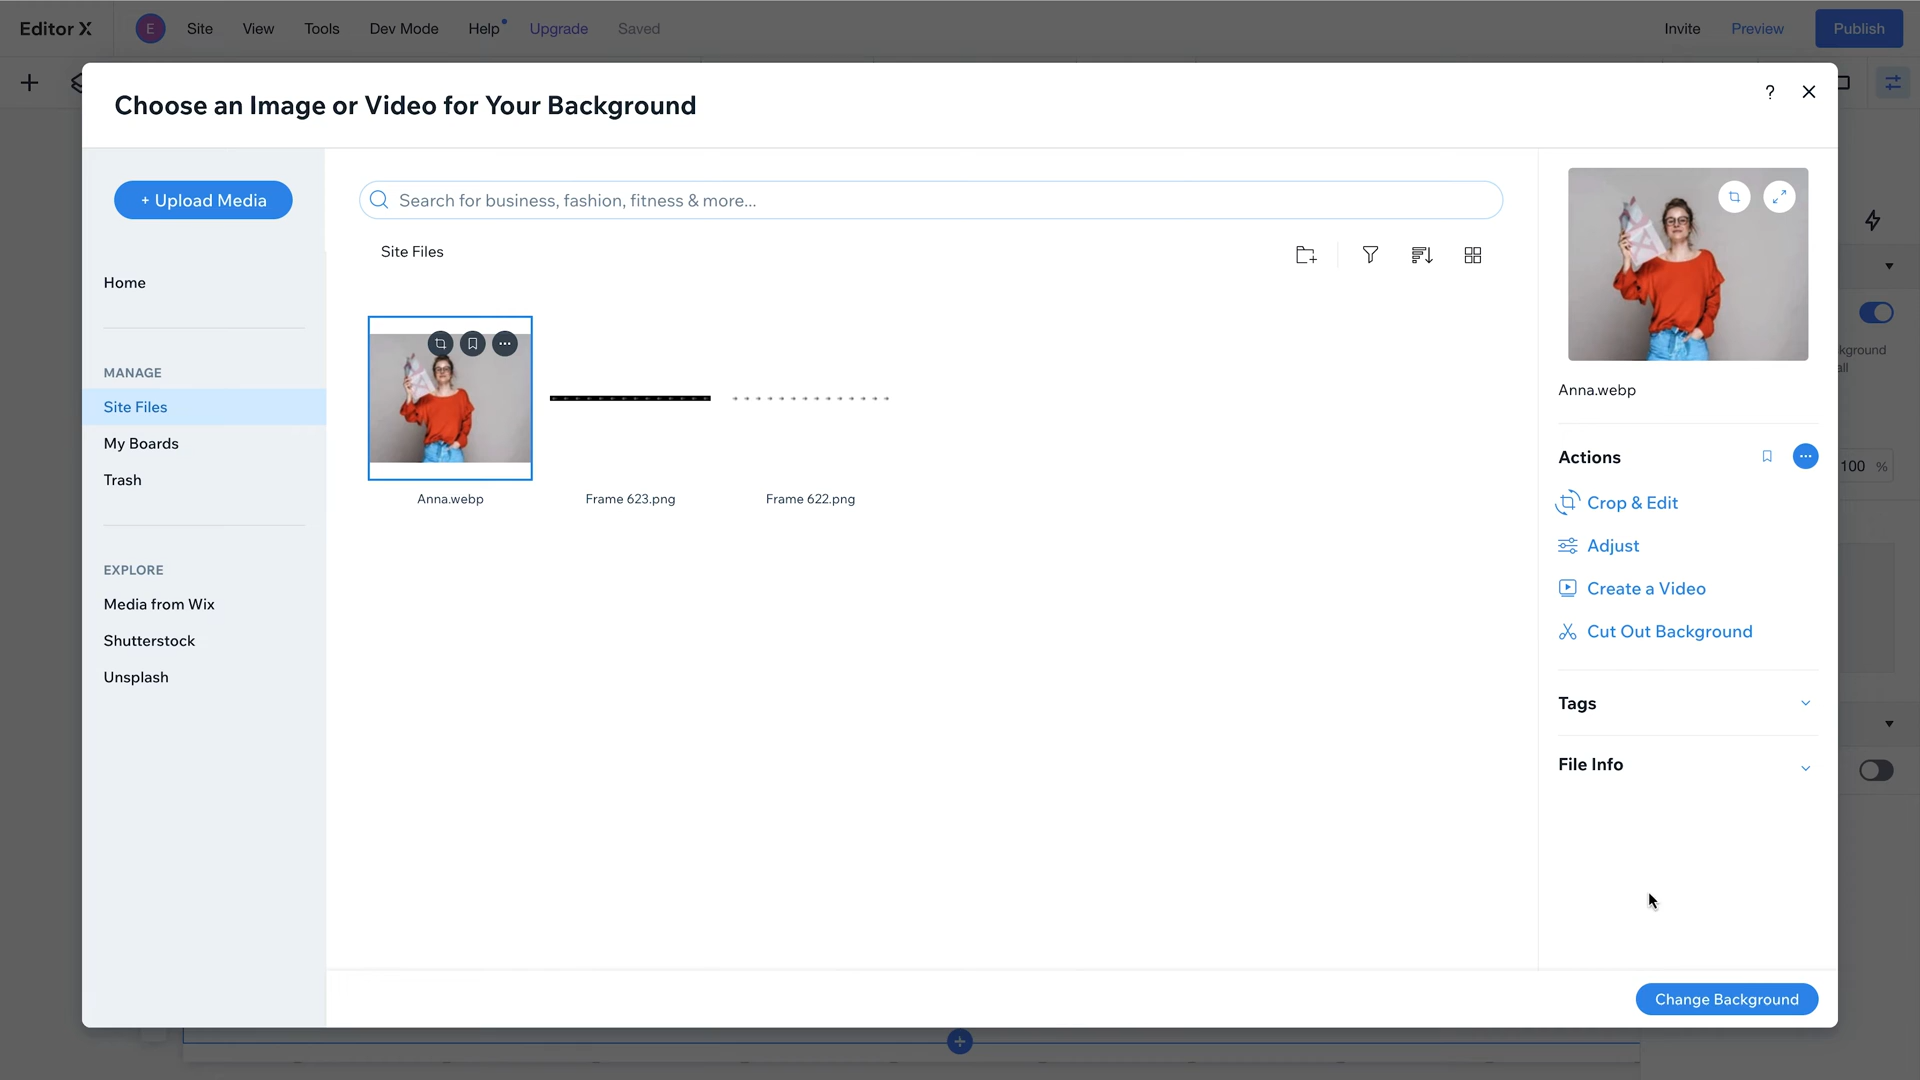 Editor X
E
Site
View
Tools
Dev Mode
Help
Upgrade
Saved
Invite
Preview
Publish
Choose an Image or Video for Your Background
?
+ Upload Media
Search for business, fashion, fitness & more...
Site Files
Home
MANAGE
Site Files
My Boards
Trash
EXPLORE
Media from Wix
Shutterstock
Unsplash
Anna.webp
Frame 623.png
Frame 622.png
Anna.webp
Actions
Crop & Edit
Adjust
Create a Video
Cut Out Background
Tags
File Info
kground
all
100 %
Change Background